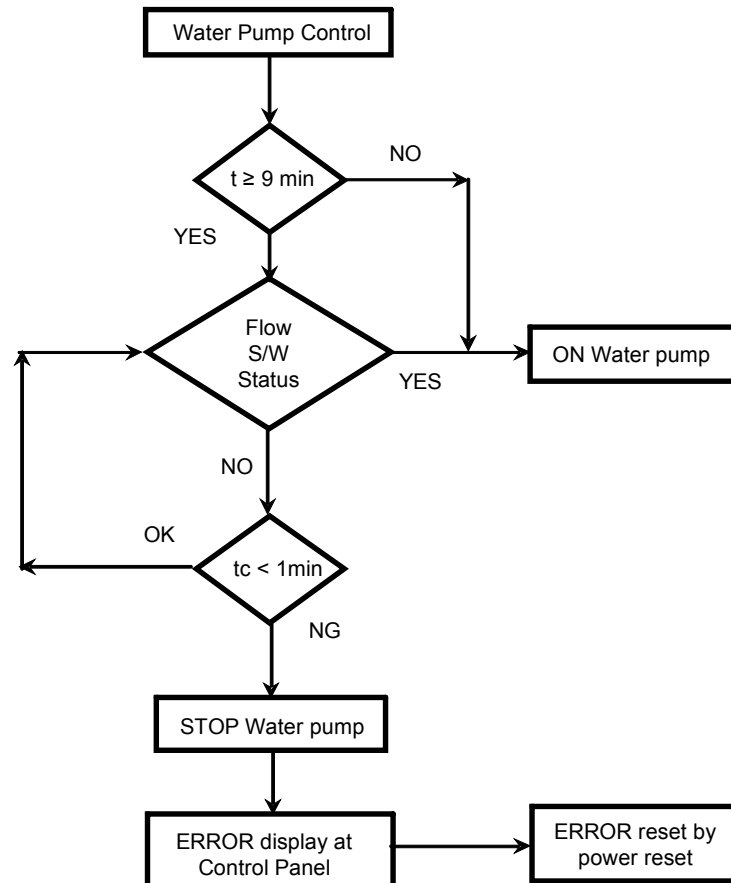 Water Pump Control
NO
t ≥ 9 min
YES
Flow
S/W
Status
ON Water pump
YES
NO
OK
tc < 1min
NG
STOP Water pump
ERROR display at
Control Panel
ERROR reset by
power reset